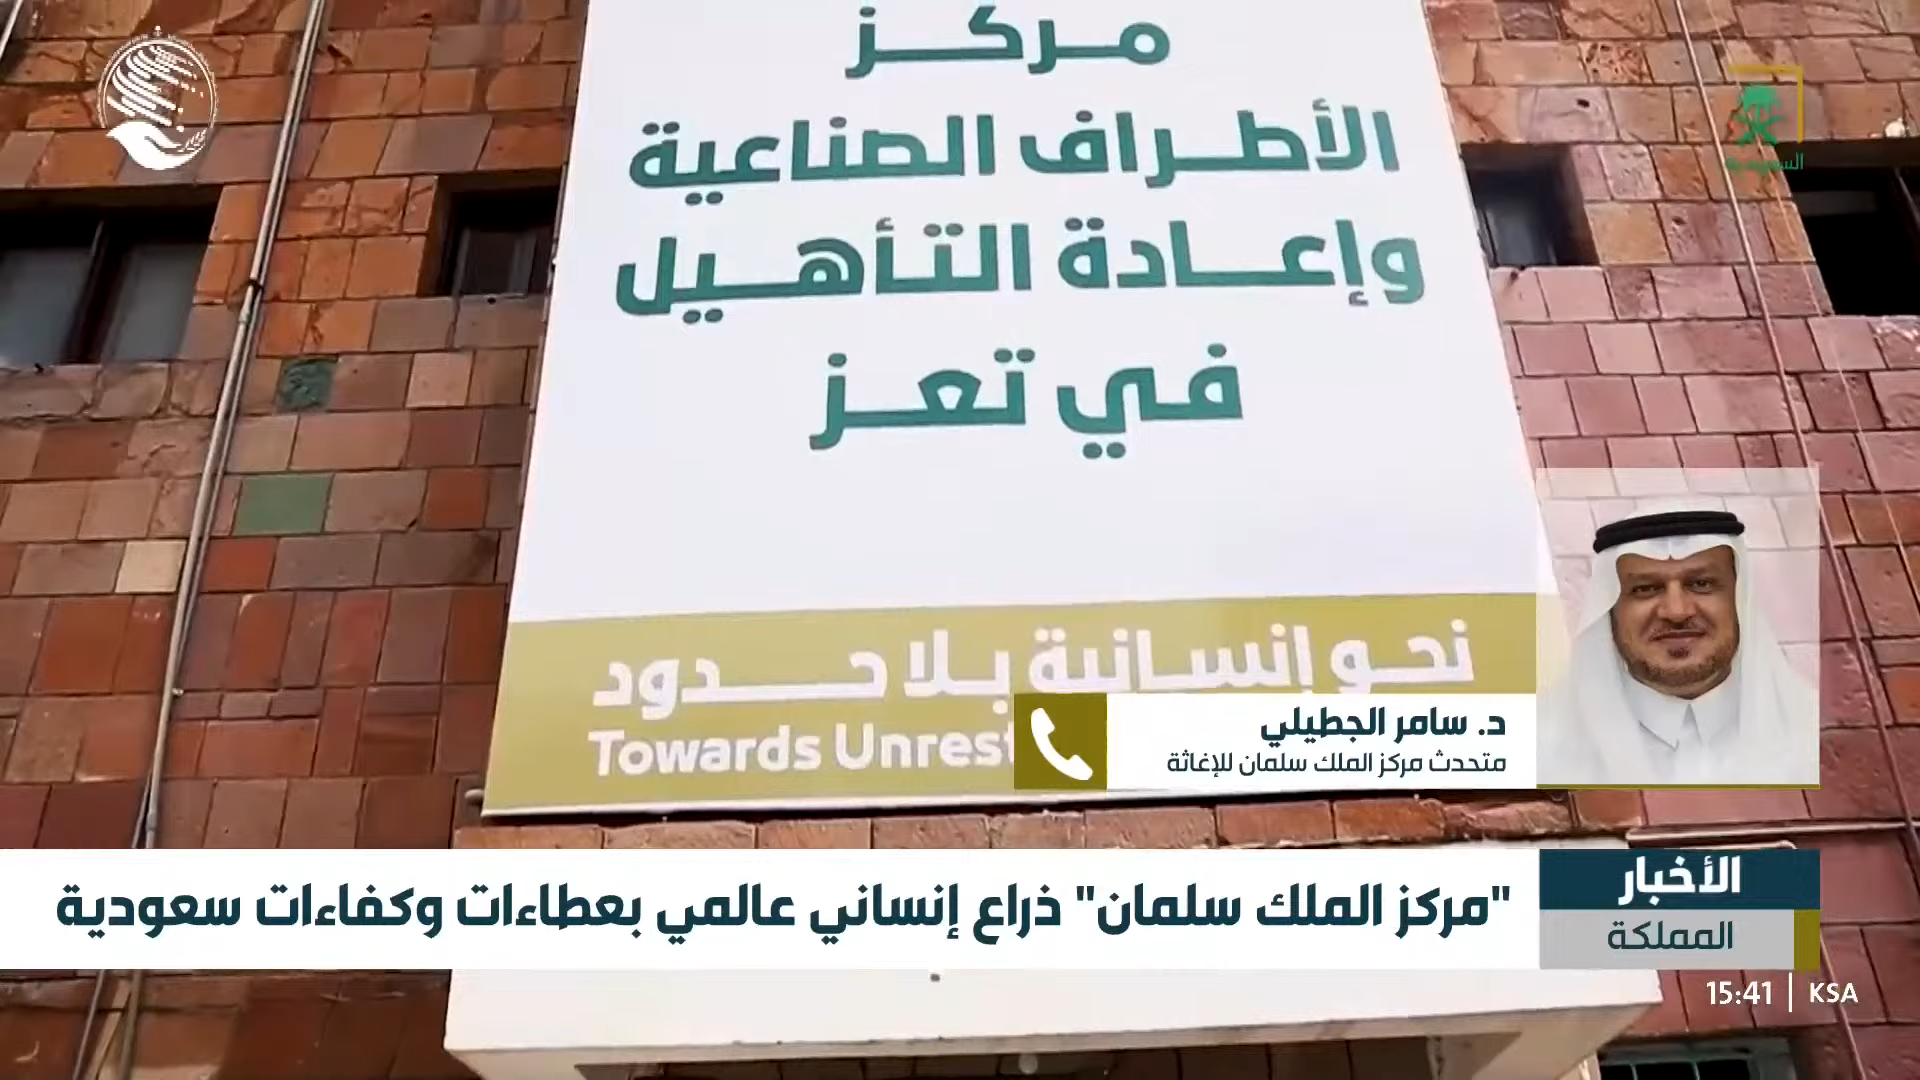 مركز
الأطراف الصناعية
وإعادة التأهيل
في تعز
نحو إنسانية بلا حدود
Towards
السعودية
د. سامر الجطيلي
متحدث مركز الملك سلمان للإغاثة
الأخبار
المملكة
"مركز الملك سلمان" ذراع إنساني عالمي بعطاءات وكفاءات سعودية
15:41 | KSA